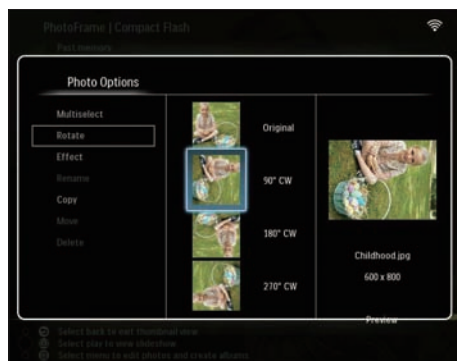 PhotoFrame | Compact Flash
Past memory
Photo Options
Multiselect
Rotate
Effect
Rename
Copy
Move
Delete
Original
90° CW
180° CW
270° CW
Childhood.jpg
600 x 800
Preview
Select back to exit thumbnail view
Select play to view slideshow
Select menu to edit photos and create albums